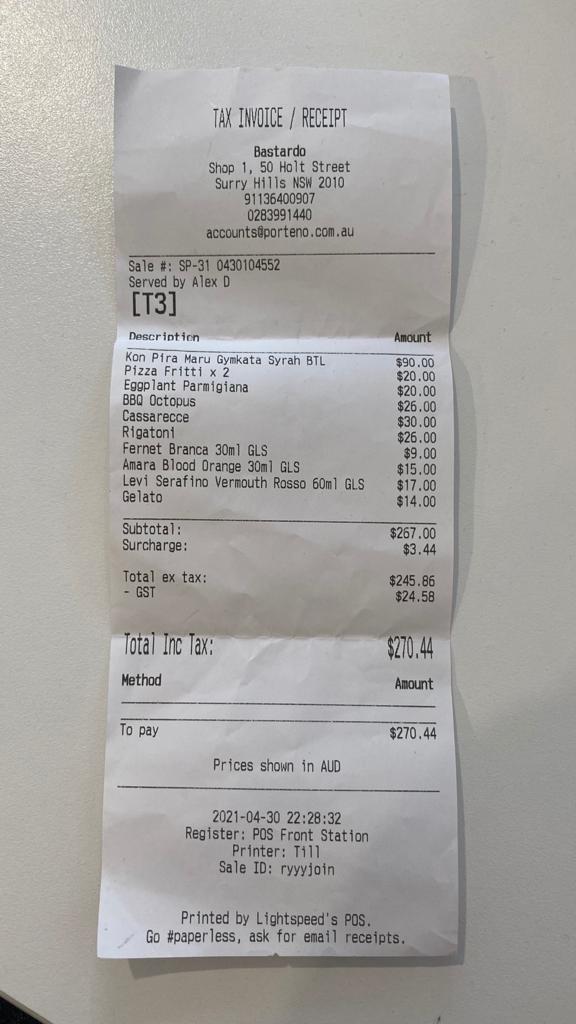 TAX INVOICE / RECEIPT
Bastardo
Shop 1, 50 Holt Street
Surry Hills NSW 2010
91136400907
0283991440
accounts@porteno.com.au
Sale #: SP-31 0430104552
Served by Alex D
[T3]
Description Amount
Kon Pira Maru Gymkata Syrah BTL $90.00
Pizza Fritti x 2 $20.00
Eggplant Parmigiana $20.00
BBQ Octopus $26.00
Cassarecce $30.00
Rigatoni $26.00
Fernet Branca 30ml GLS $9.00
Amara Blood Orange 30ml GLS $15.00
Levi Serafino Vermouth Rosso 60ml GLS $17.00
Gelato $14.00
Subtotal: $267.00
Surcharge: $3.44
Total ex tax: $245.86
- GST $24.58
Total Inc Tax: $270.44
Method Amount
To pay $270.44
Prices shown in AUD
2021-04-30 22:28:32
Register: POS Front Station
Printer: Till
Sale ID: ryyyjoin
Printed by Lightspeed's POS.
Go #paperless, ask for email receipts.